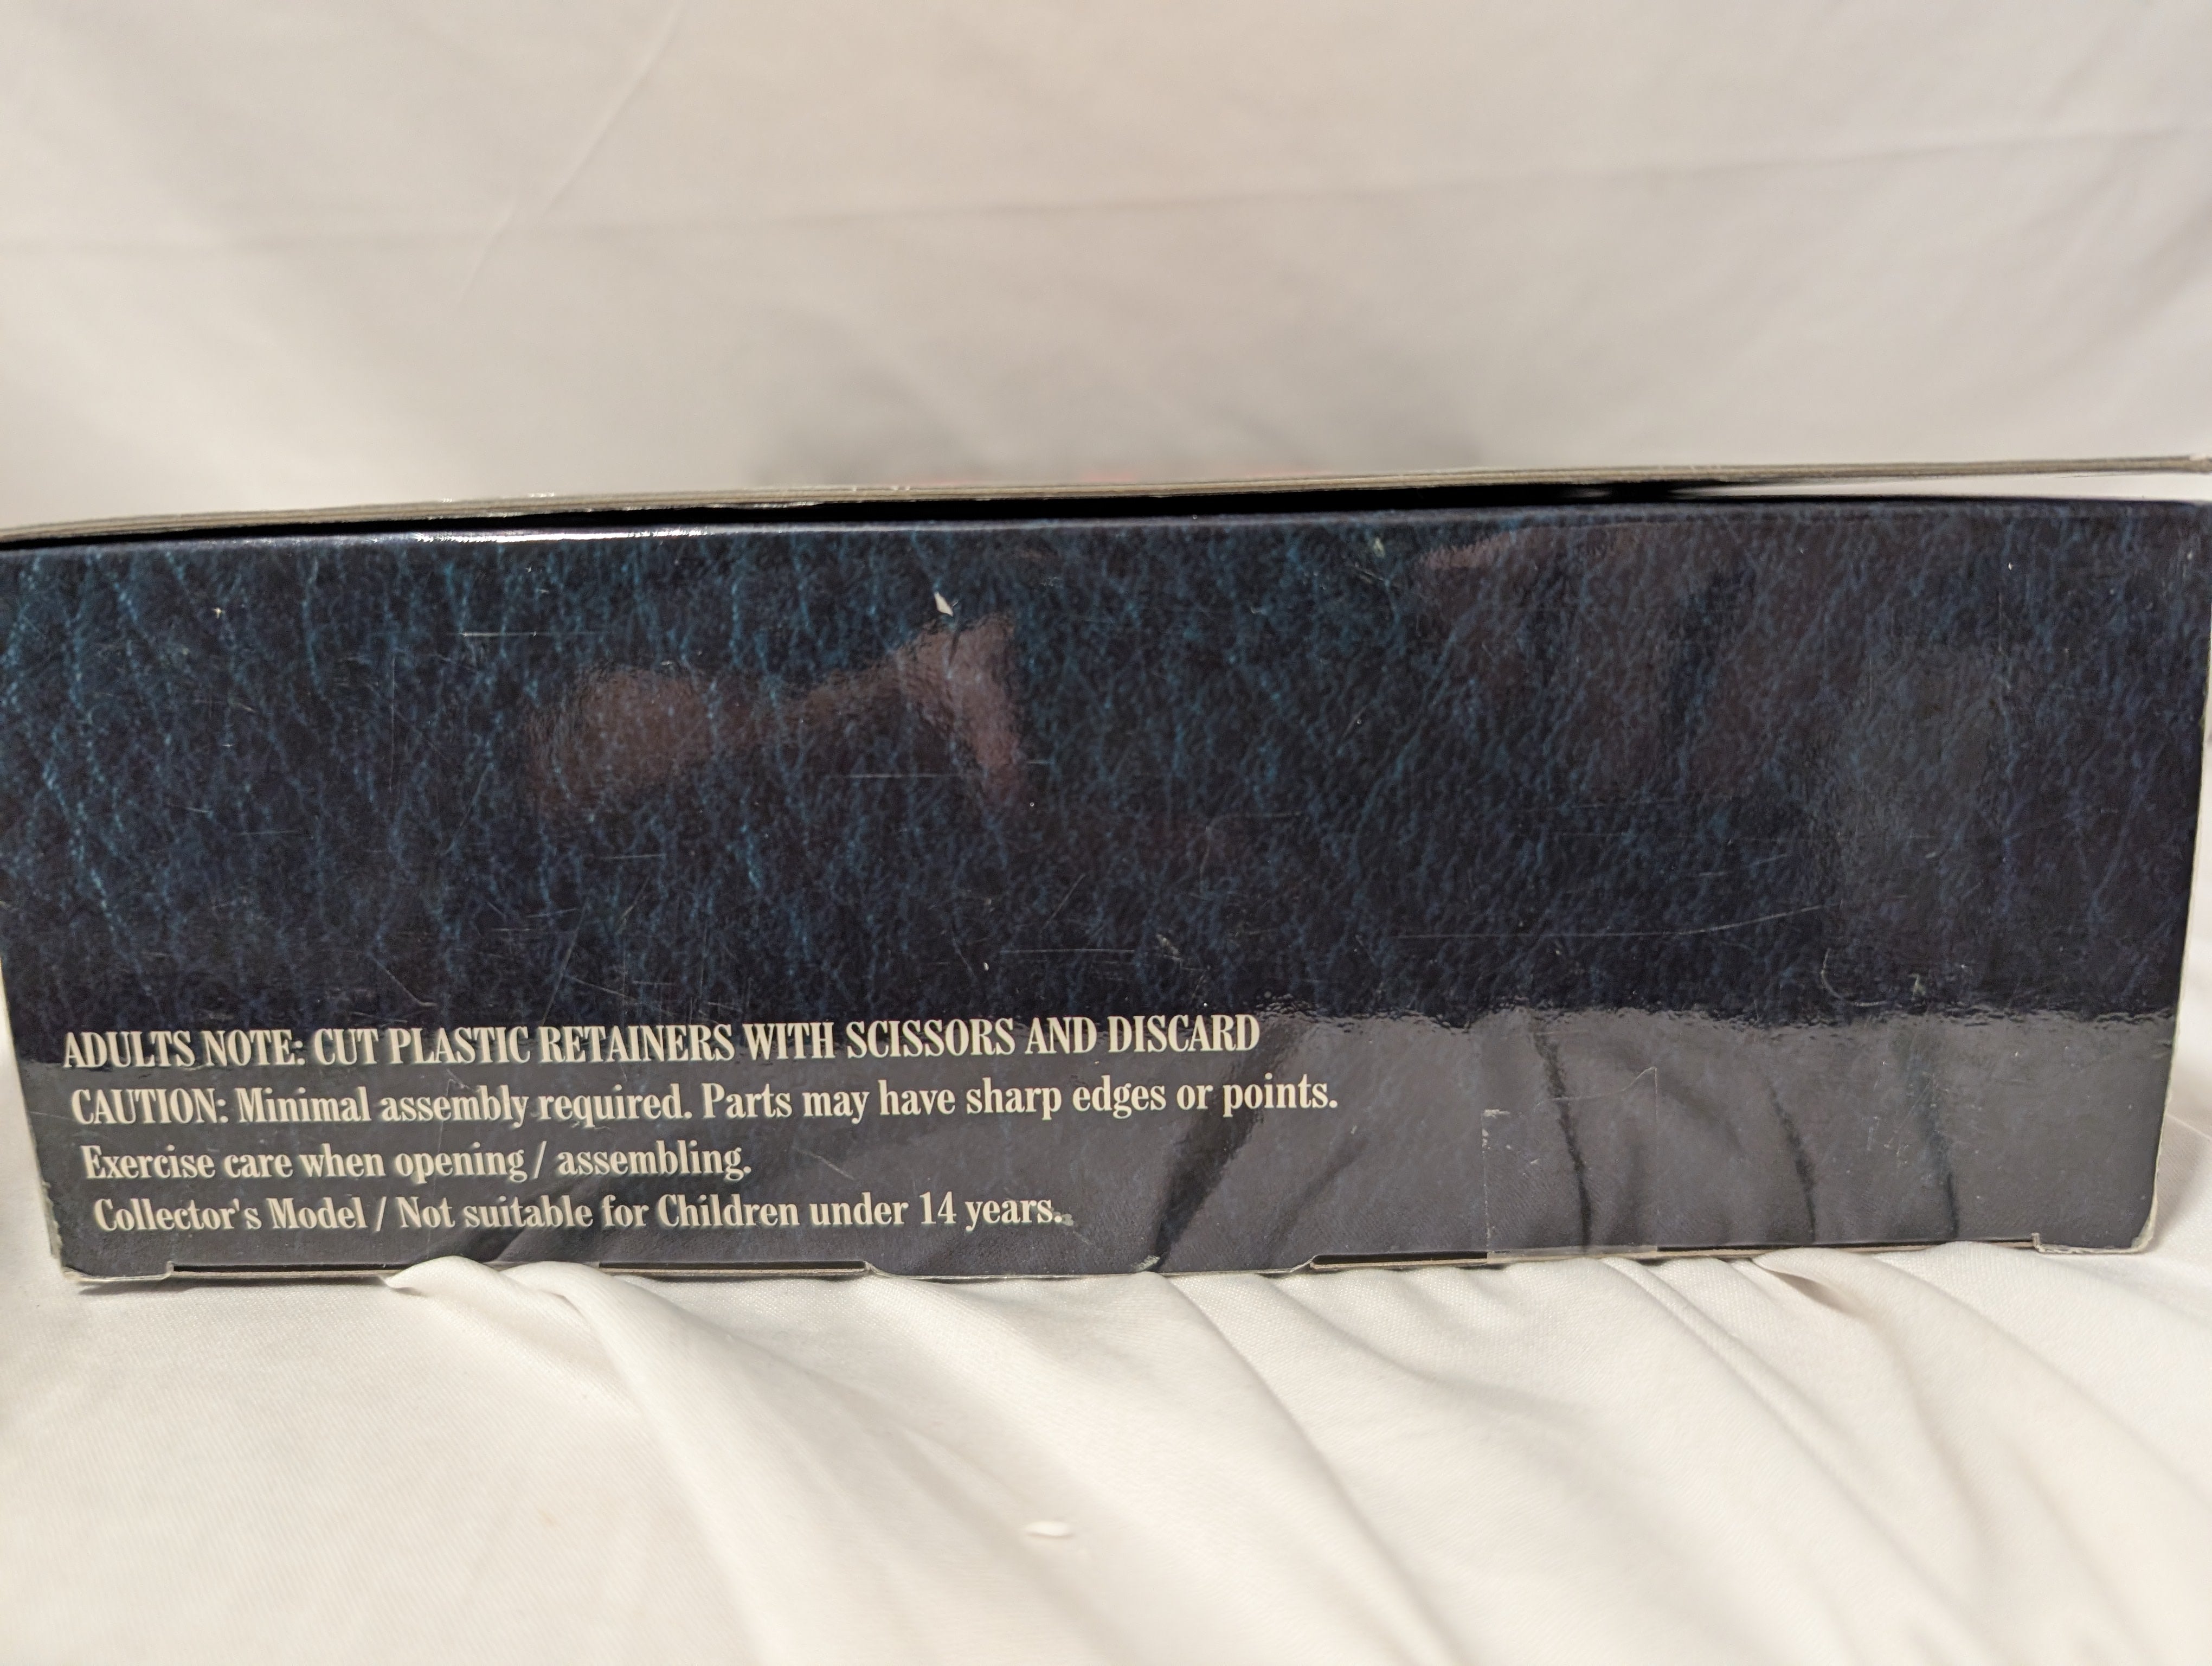 ADULTS NOTE: CUT PLASTIC RETAINERS WITH SCISSORS AND DISCARD
CAUTION: Minimal assembly required. Parts may have sharp edges or points.
Exercise care when opening / assembling.
Collector's Model / Not suitable for Children under 14 years.